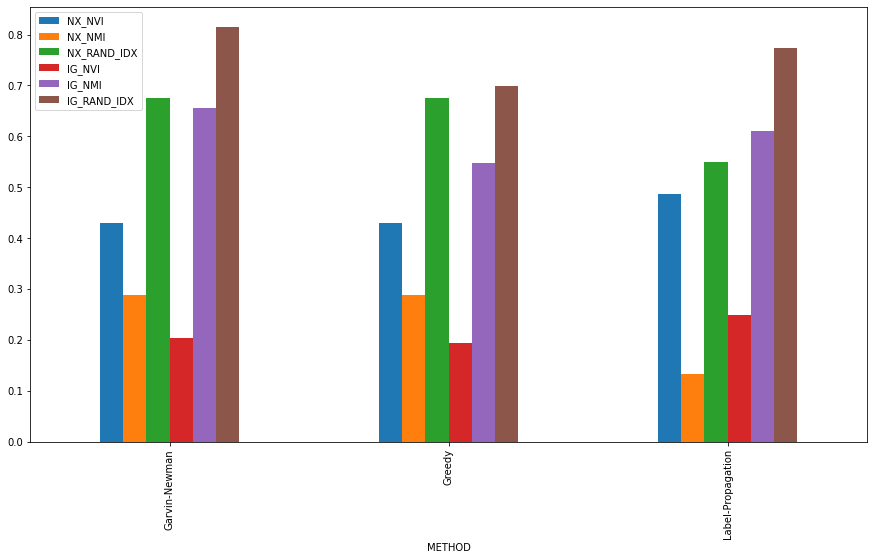 NX_NVI
NX_NMI
NX_RAND_IDX
IG_NVI
IG_NMI
IG_RAND_IDX
0.8
0.7
0.6
0.5
0.4
0.3
0.2
0.1
0.0
Garvin-Newman
Greedy
Label-Propagation
METHOD